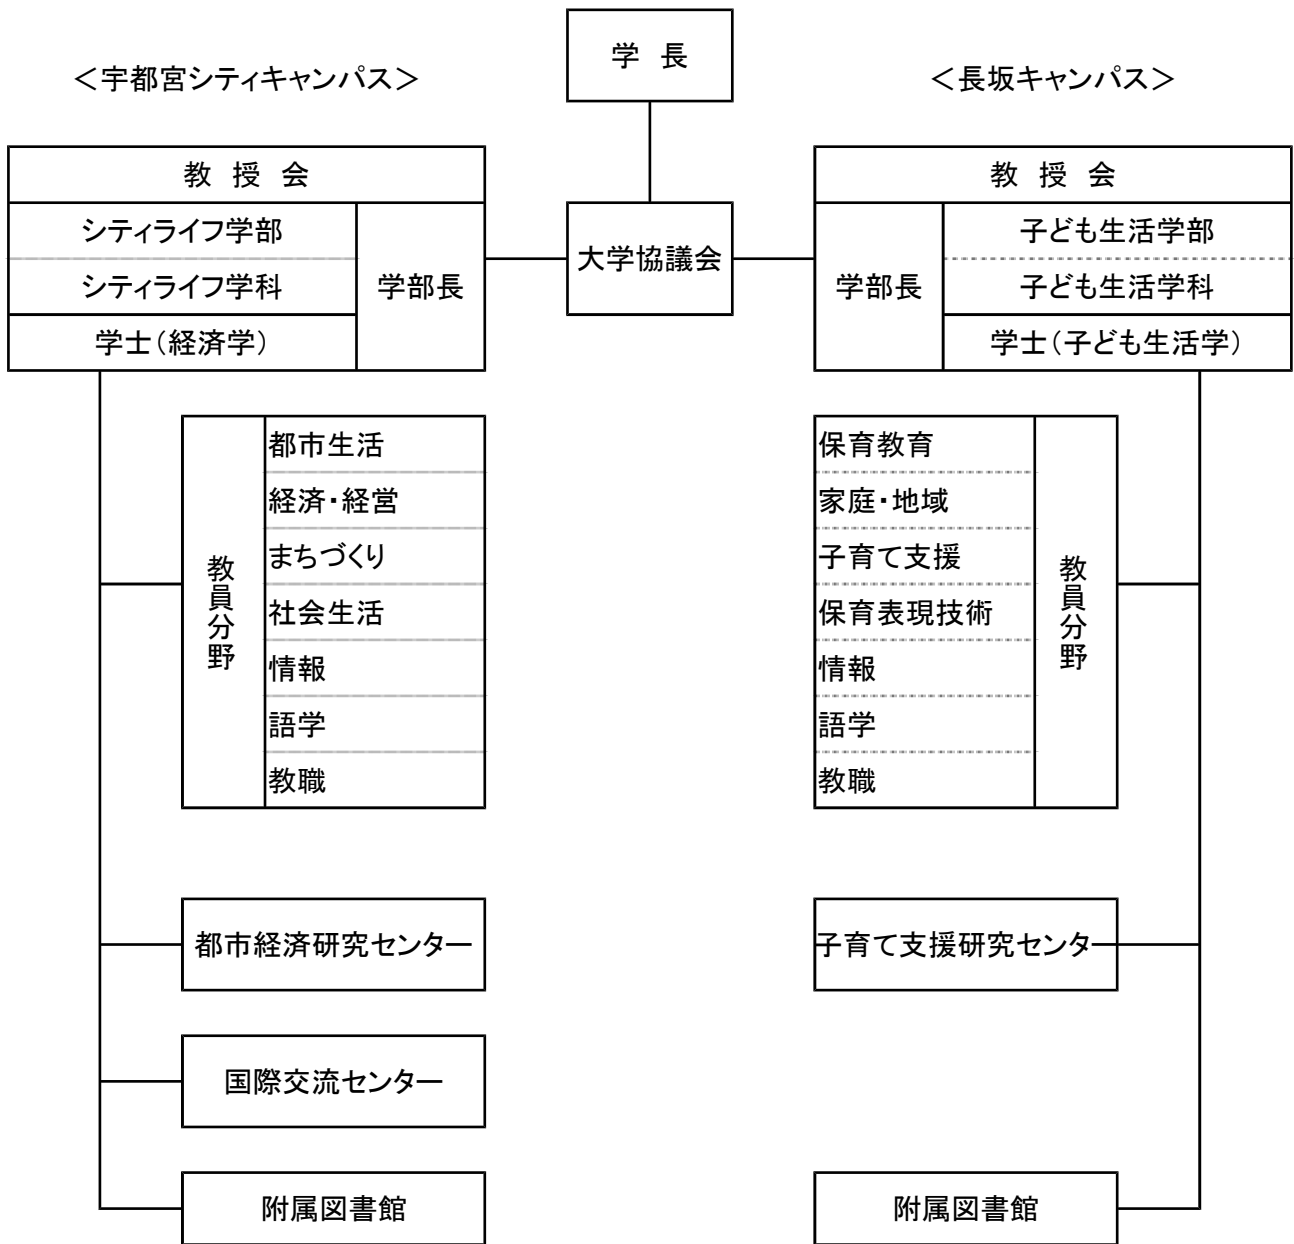 学 長
＜宇都宮シティキャンパス＞
＜長坂キャンパス＞
教 授 会
シティライフ学部
シティライフ学科
学士（経済学）
学部長
大学協議会
教 授 会
学部長
子ども生活学部
子ども生活学科
学士（子ども生活学）
教員分野
都市生活
経済・経営
まちづくり
社会生活
情報
語学
教職
保育教育
家庭・地域
子育て支援
保育表現技術
情報
語学
教職
教員分野
都市経済研究センター
子育て支援研究センター
国際交流センター
附属図書館
附属図書館